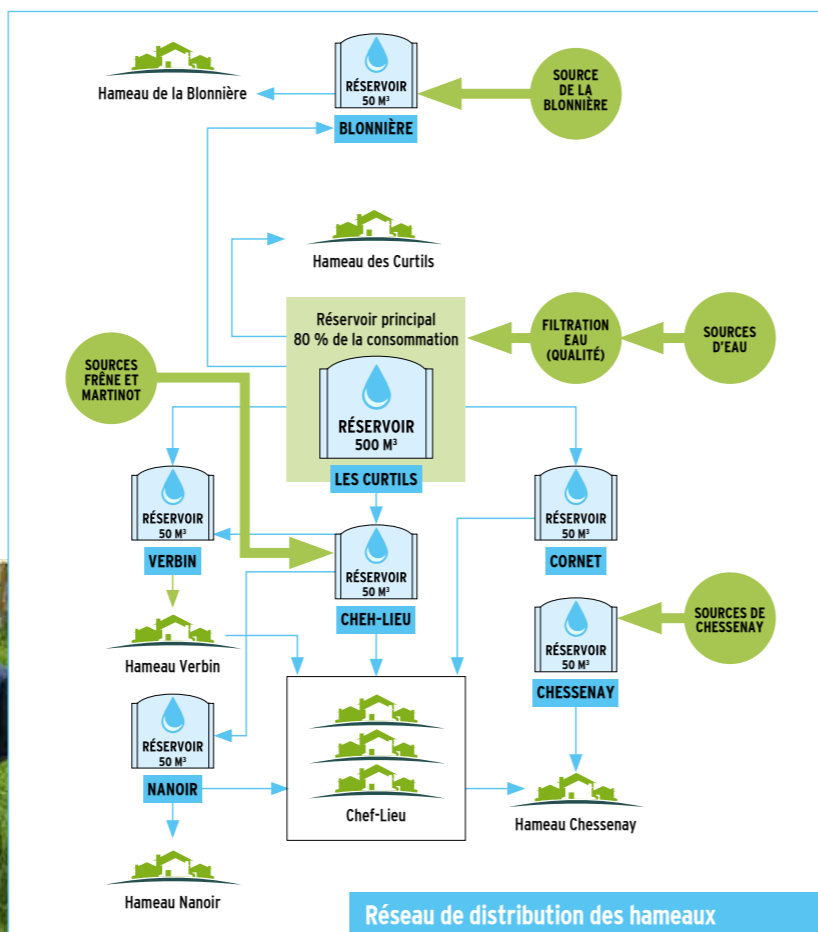 Hameau de la Blonnière
RÉSERVOIR
50 M³
BLONNIÈRE
SOURCE
DE LA
BLONNIÈRE
Hameau des Curtils
Réservoir principal
80 % de la consommation
RÉSERVOIR
500 M³
LES CURTILS
FILTRATION
EAU
(QUALITÉ)
SOURCES
D'EAU
SOURCES
FRÊNE ET
MARTINOT
RÉSERVOIR
50 M³
VERBIN
RÉSERVOIR
50 M³
CHEH-LIEU
RÉSERVOIR
50 M³
CORNET
Hameau Verbin
RÉSERVOIR
50 M³
CHESSENAY
SOURCES DE
CHESSENAY
RÉSERVOIR
50 M³
NANOIR
Chef-Lieu
Hameau Chessenay
Hameau Nanoir
Réseau de distribution des hameaux